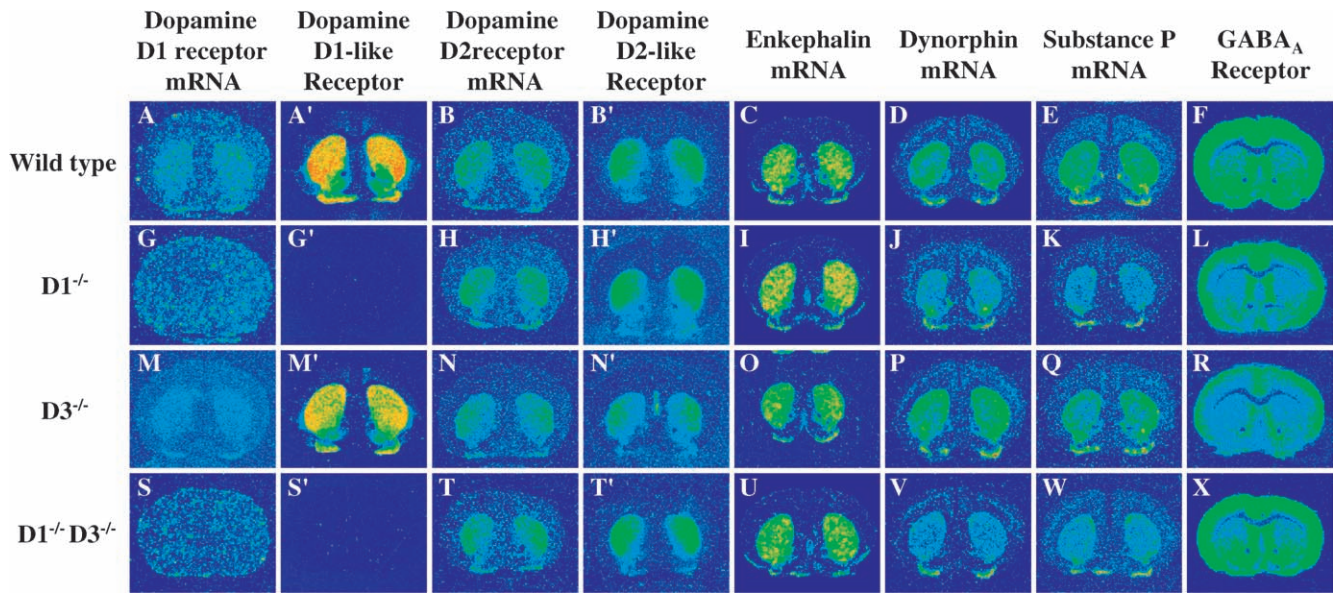 Dopamine D1 receptor mRNA
Dopamine D1-like Receptor
Dopamine D2receptor mRNA
Dopamine D2-like Receptor
Enkephalin mRNA
Dynorphin mRNA
Substance P mRNA
GABAA Receptor
Wild type
A A' B B' C D E F
D1-/-
G G' H H' I J K L
D3-/-
M M' N N' O P Q R
D1-/- D3-/-
S S' T T' U V W X